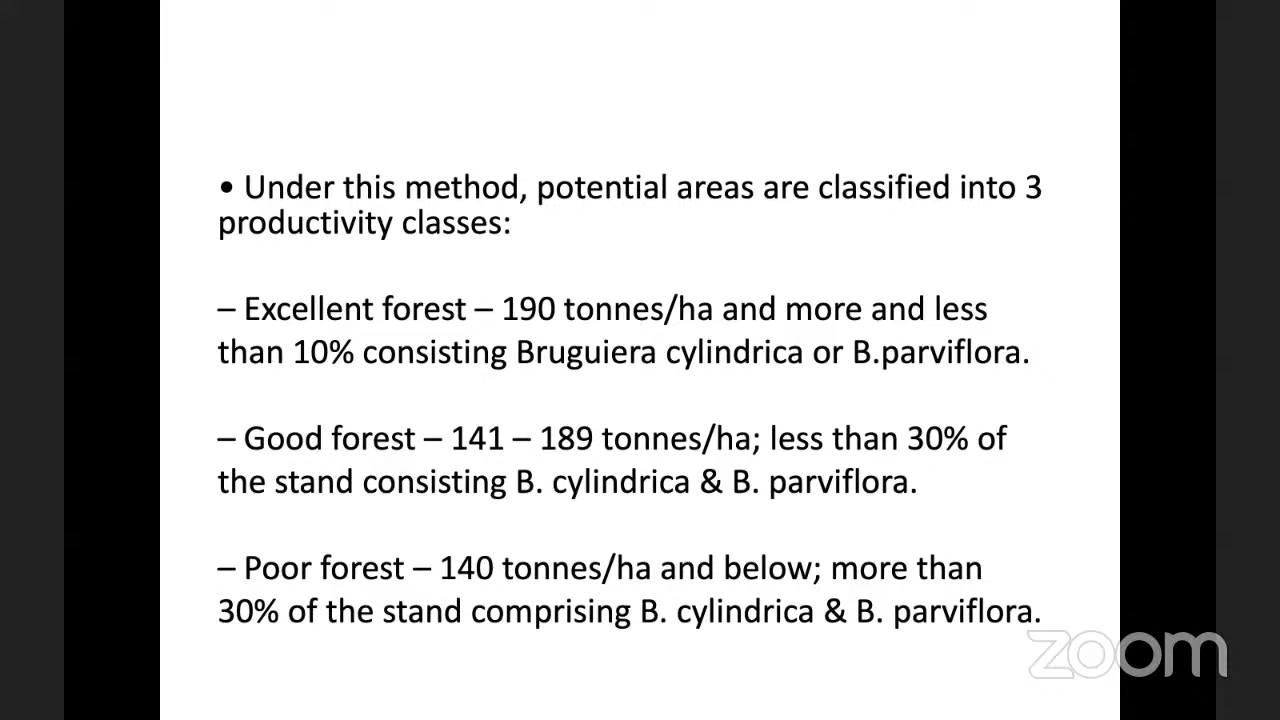 • Under this method, potential areas are classified into 3
productivity classes:
– Excellent forest – 190 tonnes/ha and more and less
than 10% consisting Bruguiera cylindrica or B.parviflora.
– Good forest – 141 – 189 tonnes/ha; less than 30% of
the stand consisting B. cylindrica & B. parviflora.
– Poor forest – 140 tonnes/ha and below; more than
30% of the stand comprising B. cylindrica & B. parviflora.
zoom